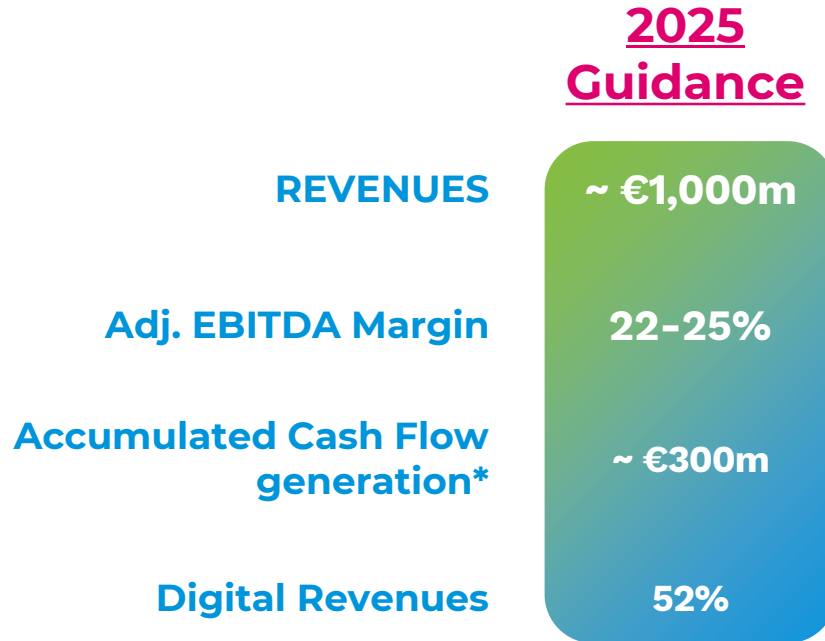 2025
Guidance
REVENUES ~ €1,000m
Adj. EBITDA Margin 22-25%
Accumulated Cash Flow
generation* ~ €300m
Digital Revenues 52%